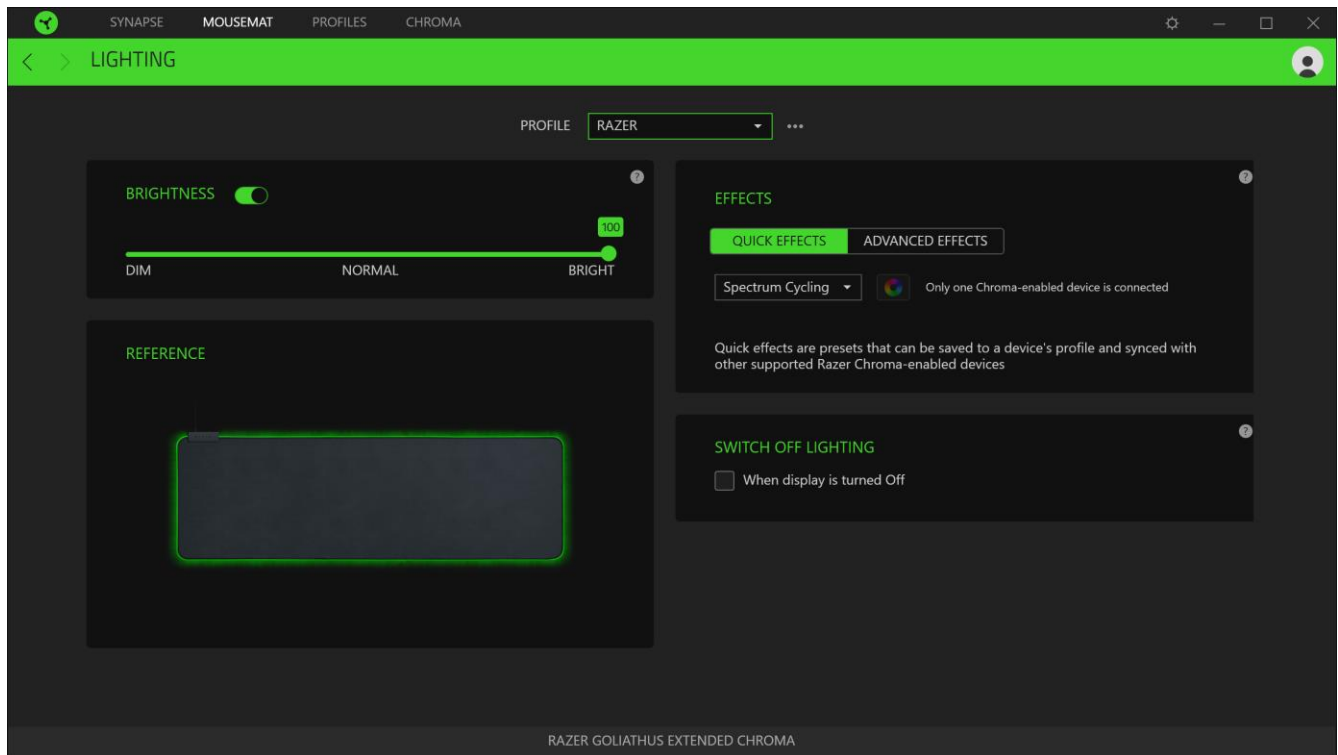 SYNAPSE MOUSEMAT PROFILES CHROMA
LIGHTING
PROFILE RAZER
BRIGHTNESS
100
DIM NORMAL BRIGHT
REFERENCE
EFFECTS
QUICK EFFECTS ADVANCED EFFECTS
Spectrum Cycling Only one Chroma-enabled device is connected
Quick effects are presets that can be saved to a device's profile and synced with
other supported Razer Chroma-enabled devices
SWITCH OFF LIGHTING
When display is turned Off
RAZER GOLIATHUS EXTENDED CHROMA